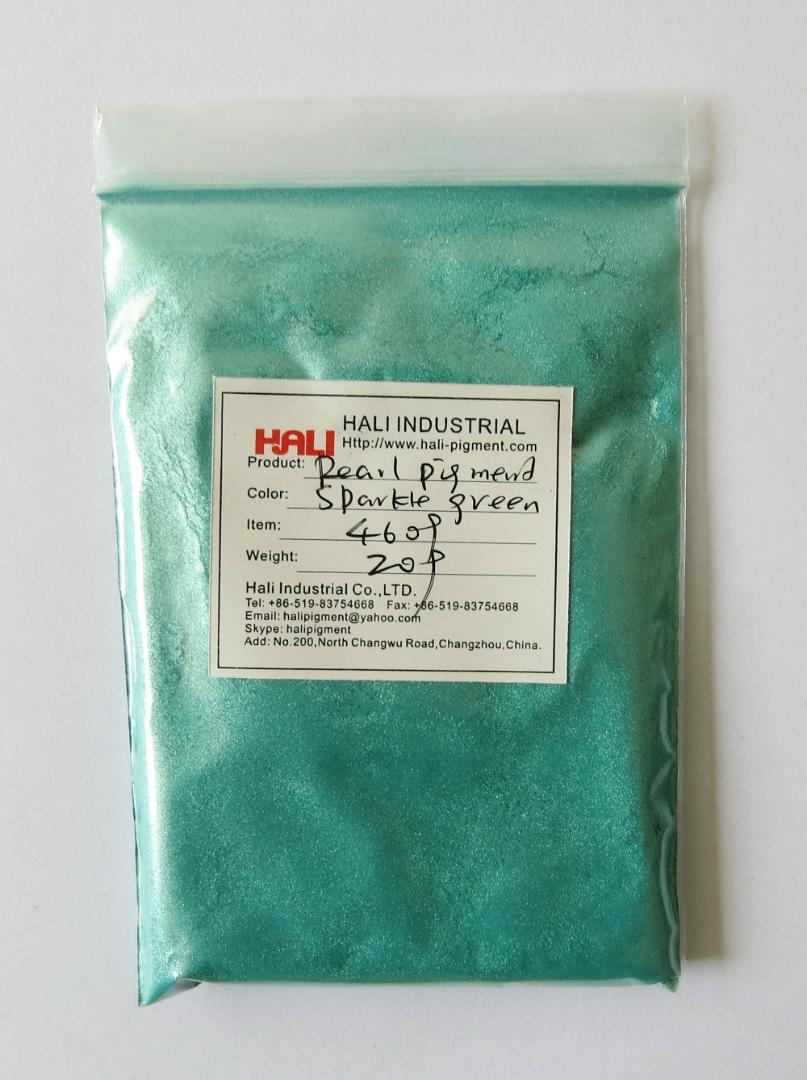 HALI
HALI INDUSTRIAL
Http://www.hali-pigment.com
Product: Pearl pigment
Color: Sparkle green
Item: 4609
Weight: 20g
Hali Industrial Co.,LTD.
Tel: +86-519-83754668 Fax: +86-519-83754668
Email: halipigment@yahoo.com
Skype: halipigment
Add: No.200,North Changwu Road,Changzhou,China.